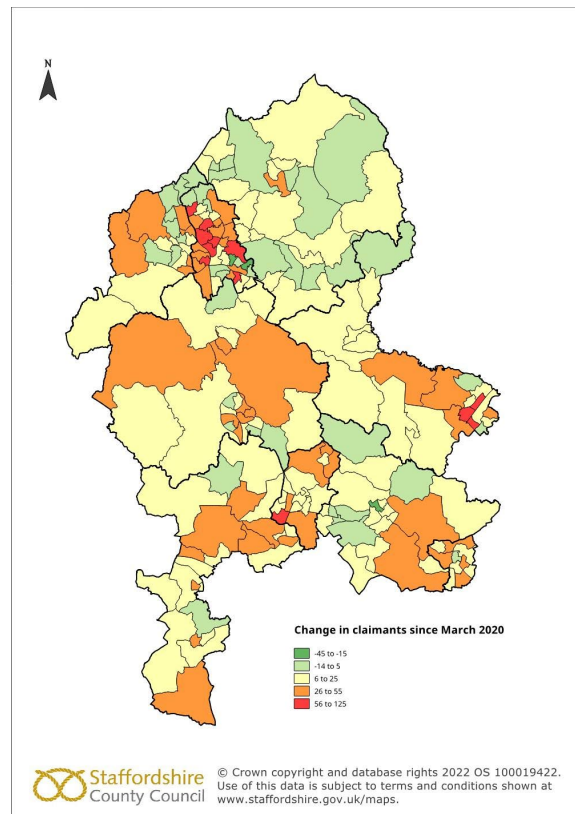 N
Change in claimants since March 2020
-45 to -15
-14 to 5
6 to 25
26 to 55
56 to 125
Staffordshire
County Council
© Crown copyright and database rights 2022 OS 100019422.
Use of this data is subject to terms and conditions shown at
www.staffordshire.gov.uk/maps.